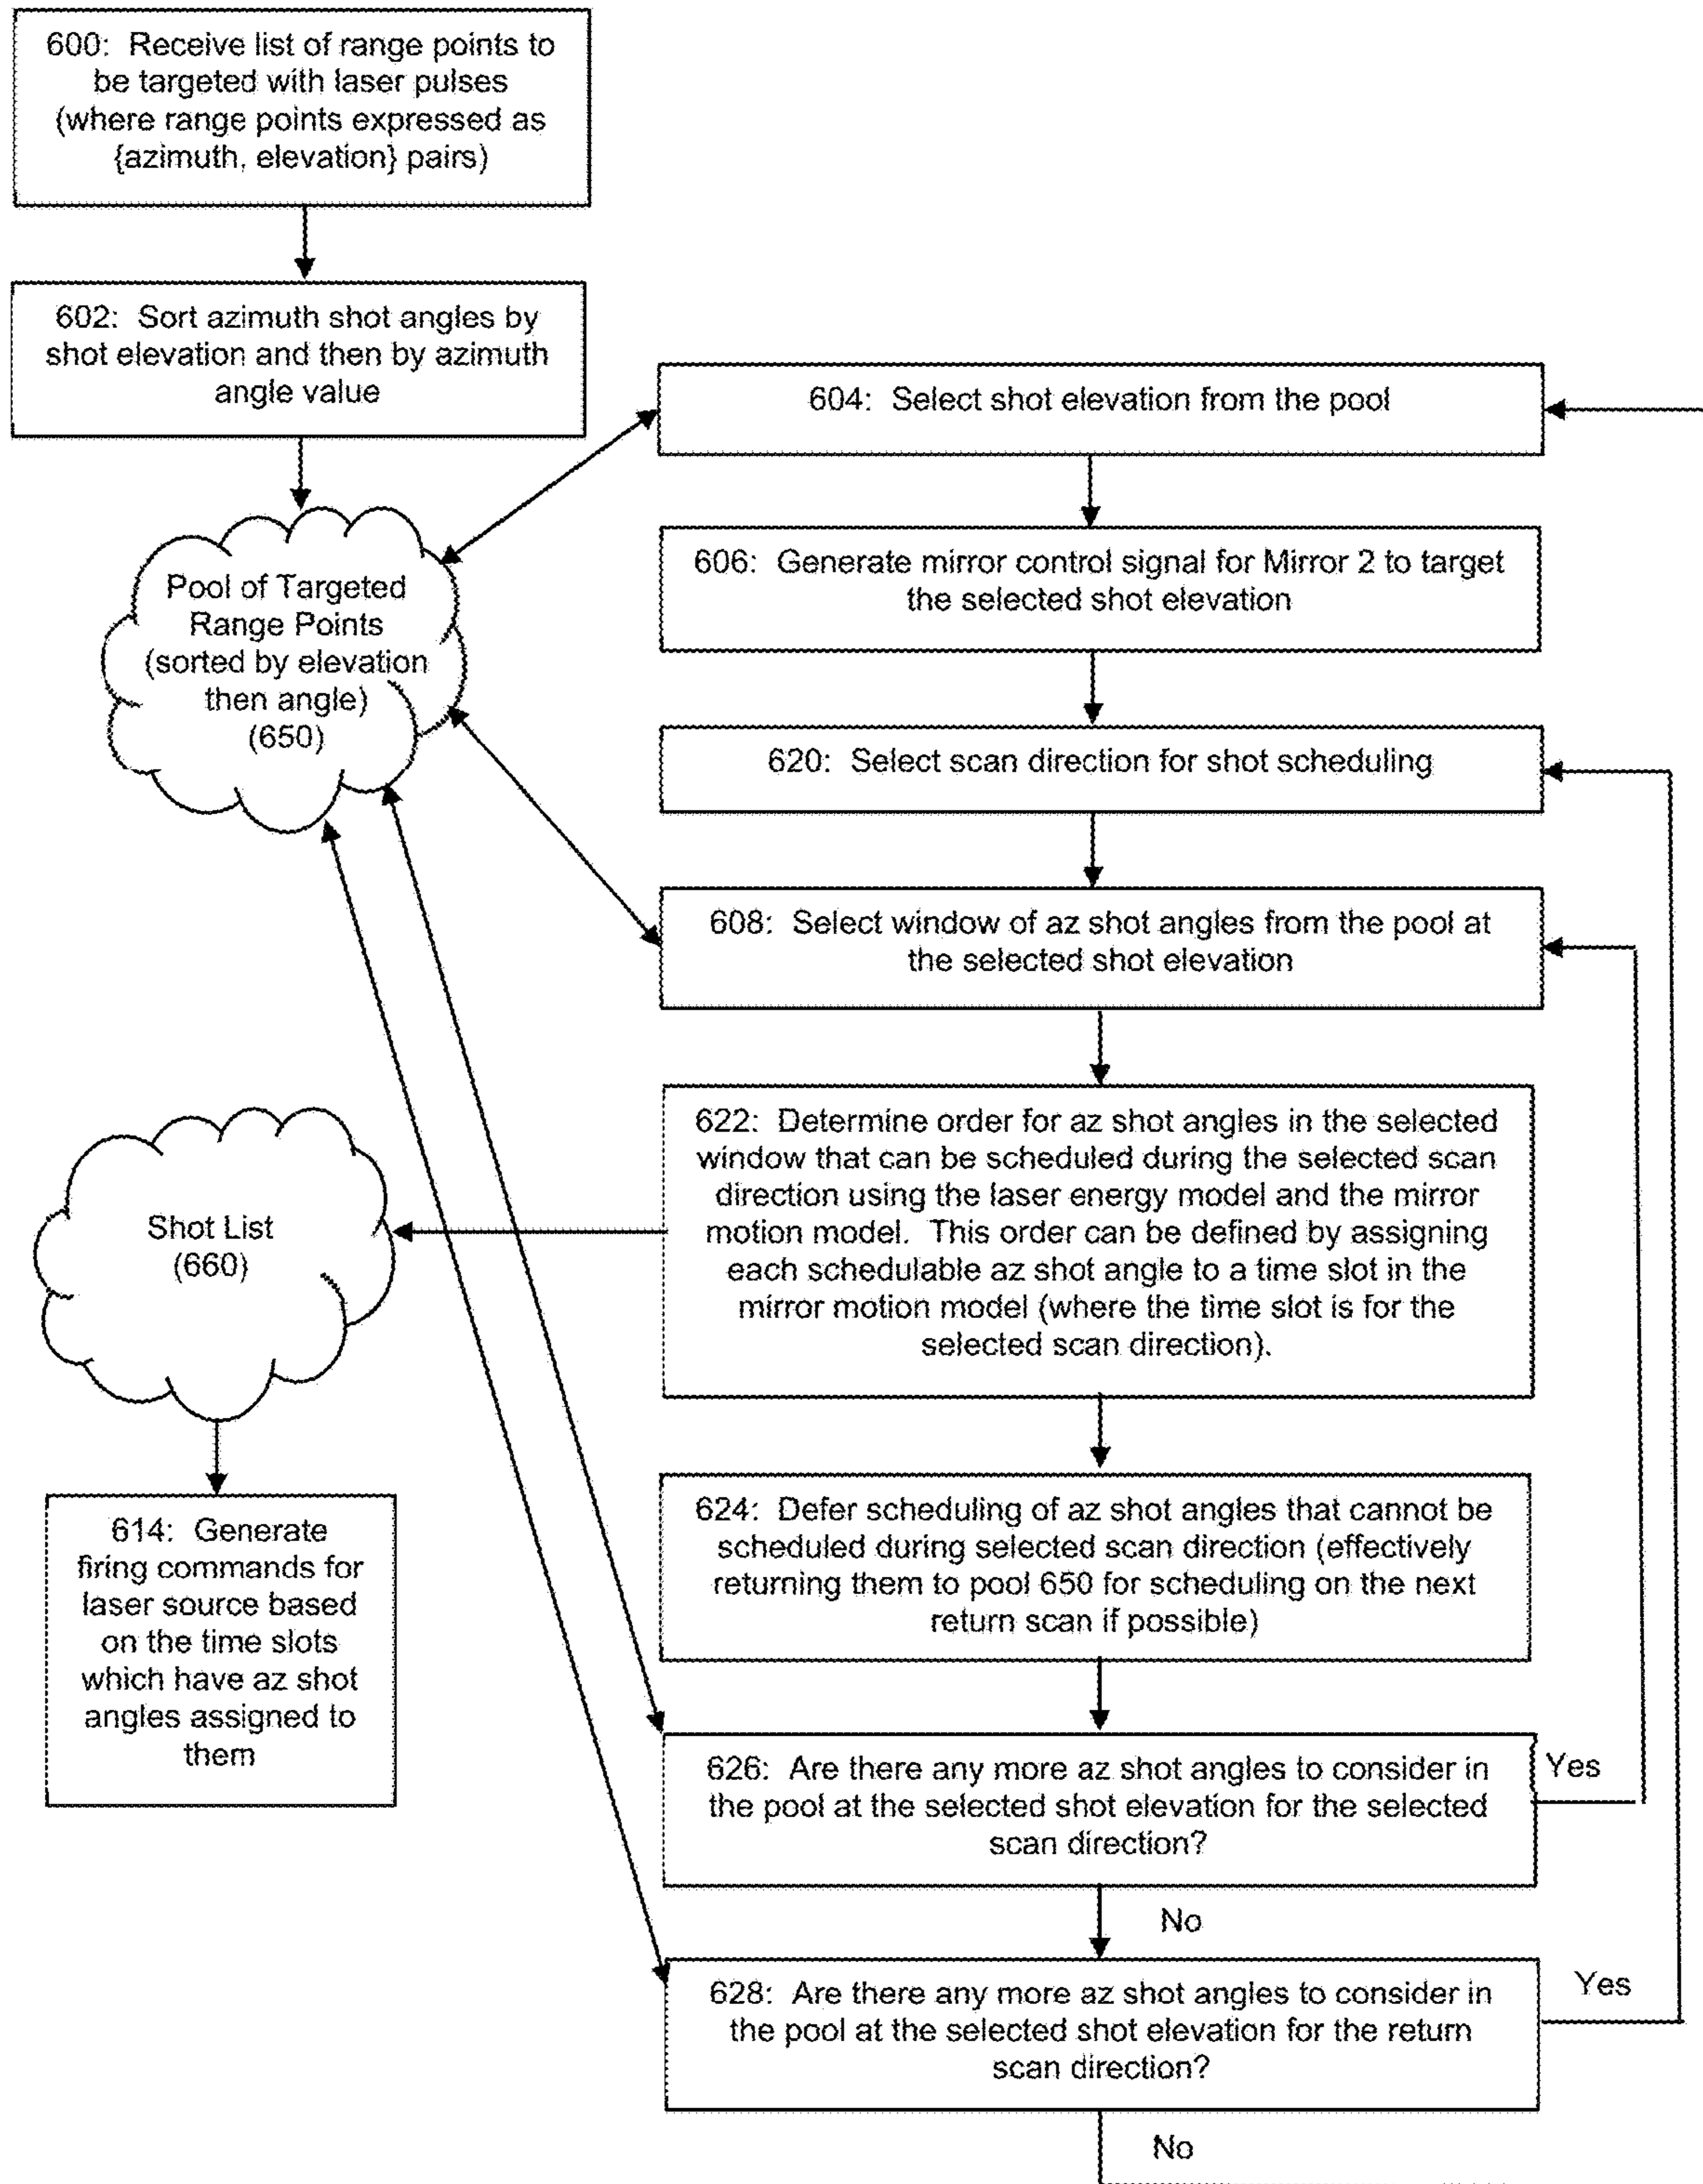 600: Receive list of range points to
be targeted with laser pulses
(where range points expressed as
{azimuth, elevation} pairs)
602: Sort azimuth shot angles by
shot elevation and then by azimuth
angle value
Pool of Targeted
Range Points
(sorted by elevation
then angle)
(650)
604: Select shot elevation from the pool
606: Generate mirror control signal for Mirror 2 to target
the selected shot elevation
620: Select scan direction for shot scheduling
608: Select window of az shot angles from the pool at
the selected shot elevation
622: Determine order for az shot angles in the selected
window that can be scheduled during the selected scan
direction using the laser energy model and the mirror
motion model. This order can be defined by assigning
each schedulable az shot angle to a time slot in the
mirror motion model (where the time slot is for the
selected scan direction).
Shot List
(660)
614: Generate
firing commands for
laser source based
on the time slots
which have az shot
angles assigned to
them
624: Defer scheduling of az shot angles that cannot be
scheduled during selected scan direction (effectively
returning them to pool 650 for scheduling on the next
return scan if possible)
626: Are there any more az shot angles to consider in
the pool at the selected shot elevation for the selected
scan direction?
Yes
No
628: Are there any more az shot angles to consider in
the pool at the selected shot elevation for the return
scan direction?
Yes
No